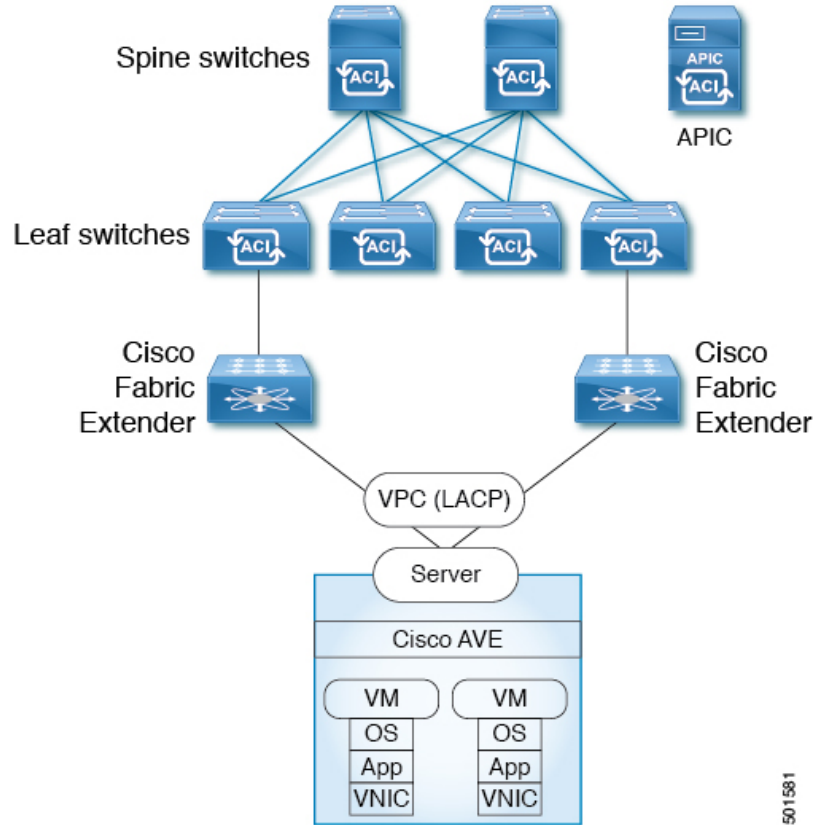 Spine switches
ACI
ACI
APIC
ACI
APIC
Leaf switches
ACI
ACI
ACI
ACI
Cisco
Fabric
Extender
Cisco
Fabric
Extender
VPC (LACP)
Server
Cisco AVE
VM
VM
OS
OS
App
App
VNIC
VNIC
501581